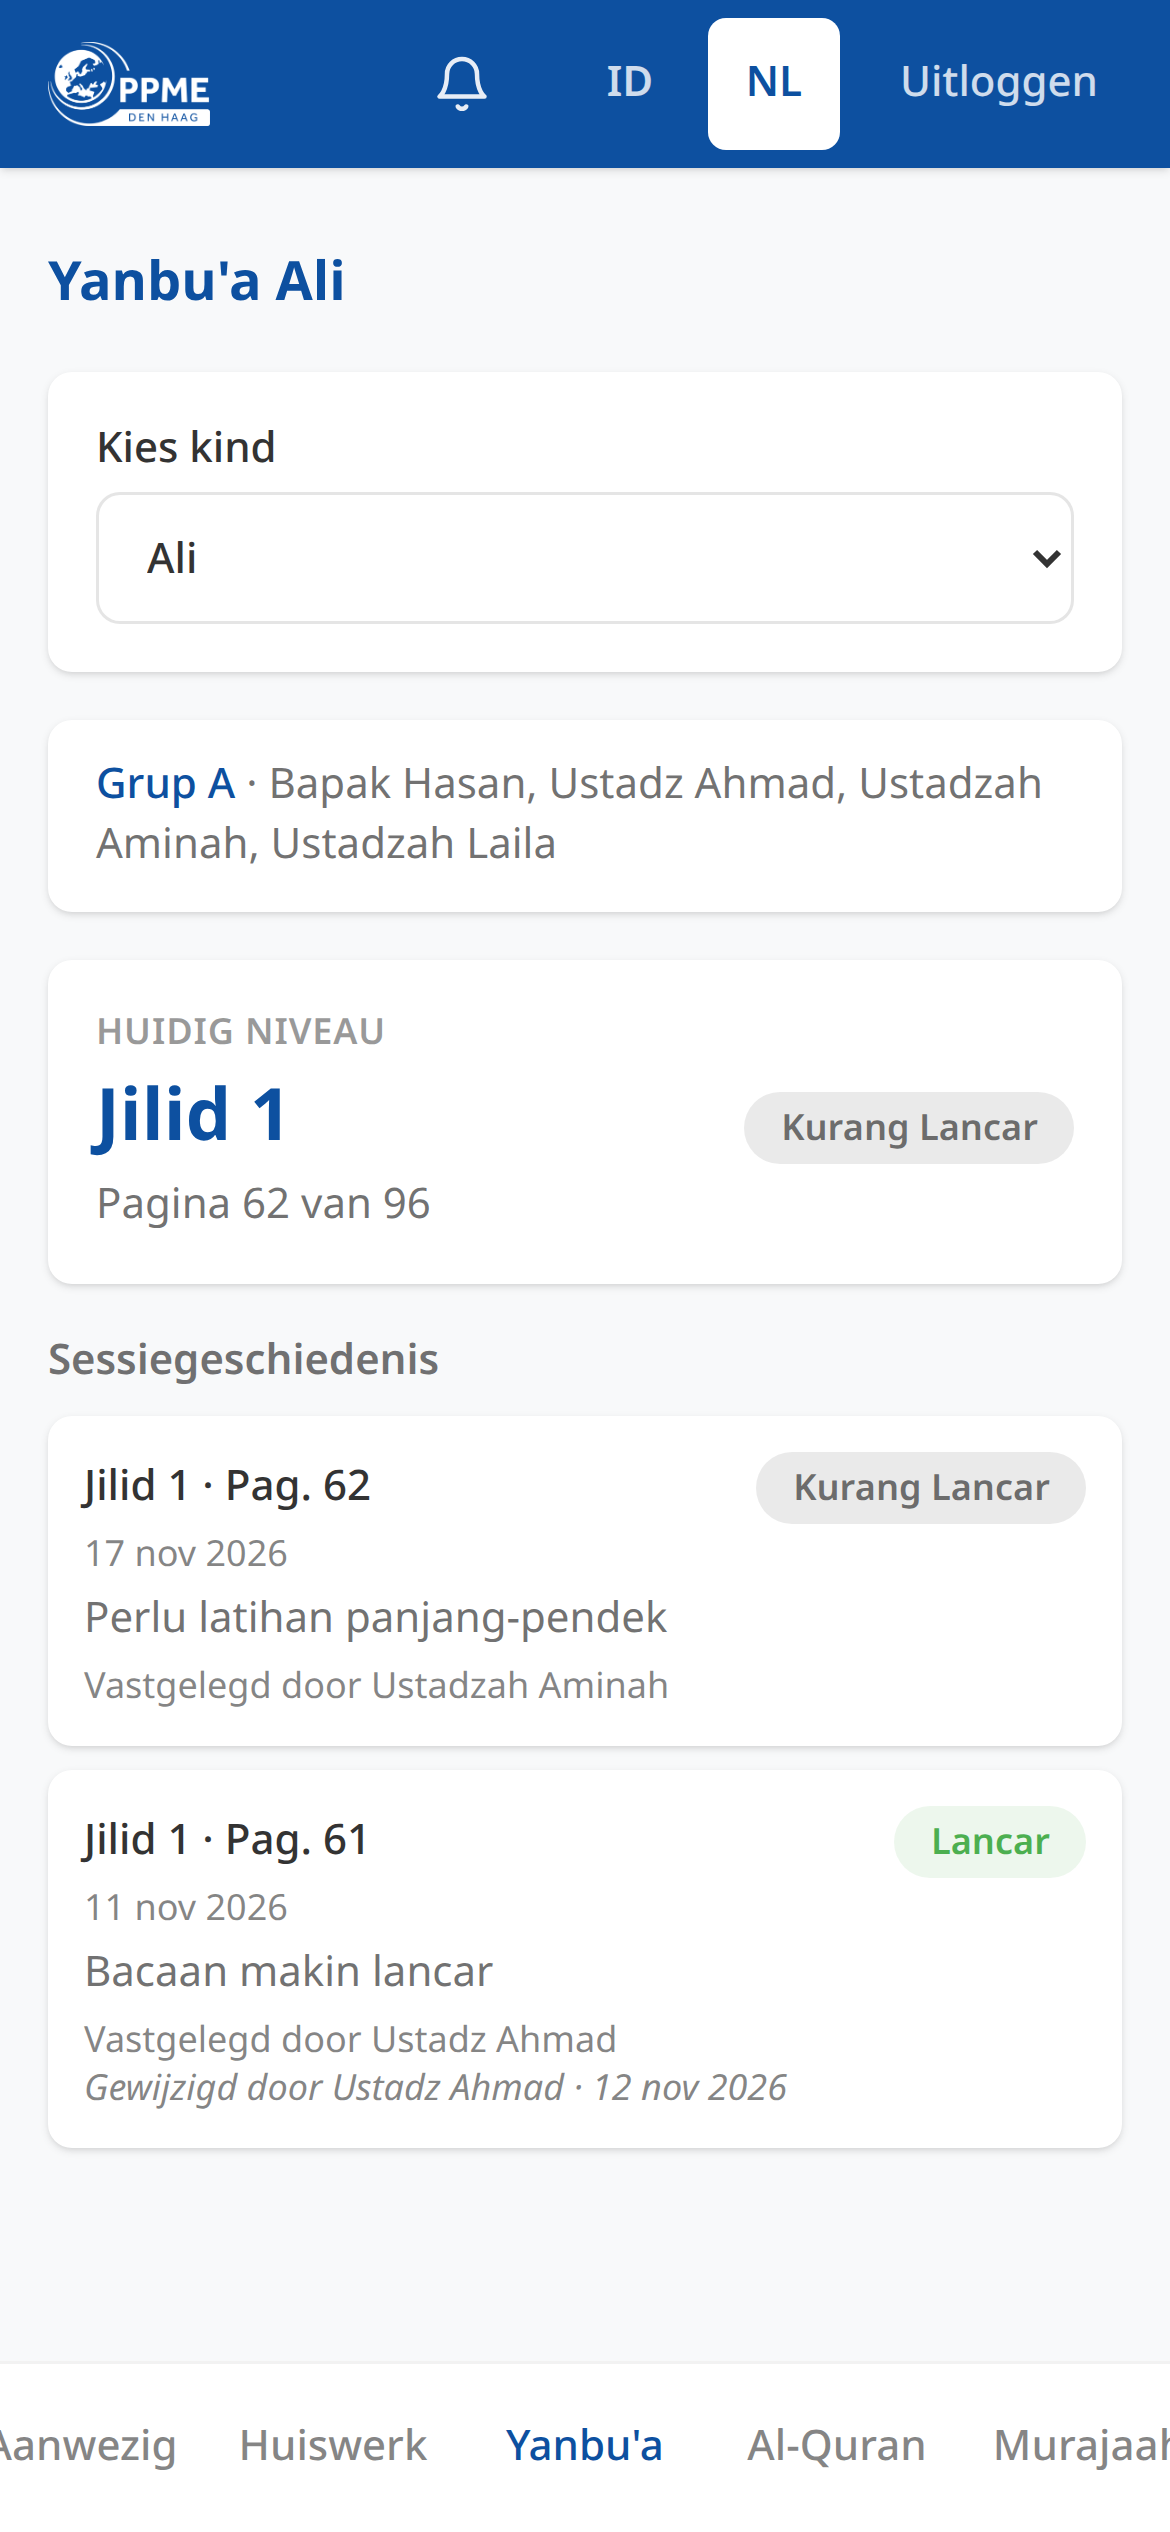 PPME
DEN HAAG
ID
NL
Uitloggen
Yanbu'a Ali
Kies kind
Ali
Grup A · Bapak Hasan, Ustadz Ahmad, Ustadzah
Aminah, Ustadzah Laila
HUIDIG NIVEAU
Jilid 1
Kurang Lancar
Pagina 62 van 96
Sessiegeschiedenis
Jilid 1 · Pag. 62
Kurang Lancar
17 nov 2026
Perlu latihan panjang-pendek
Vastgelegd door Ustadzah Aminah
Jilid 1 · Pag. 61
Lancar
11 nov 2026
Bacaan makin lancar
Vastgelegd door Ustadz Ahmad
Gewijzigd door Ustadz Ahmad · 12 nov 2026
Aanwezig
Huiswerk
Yanbu'a
Al-Quran
Murajaah